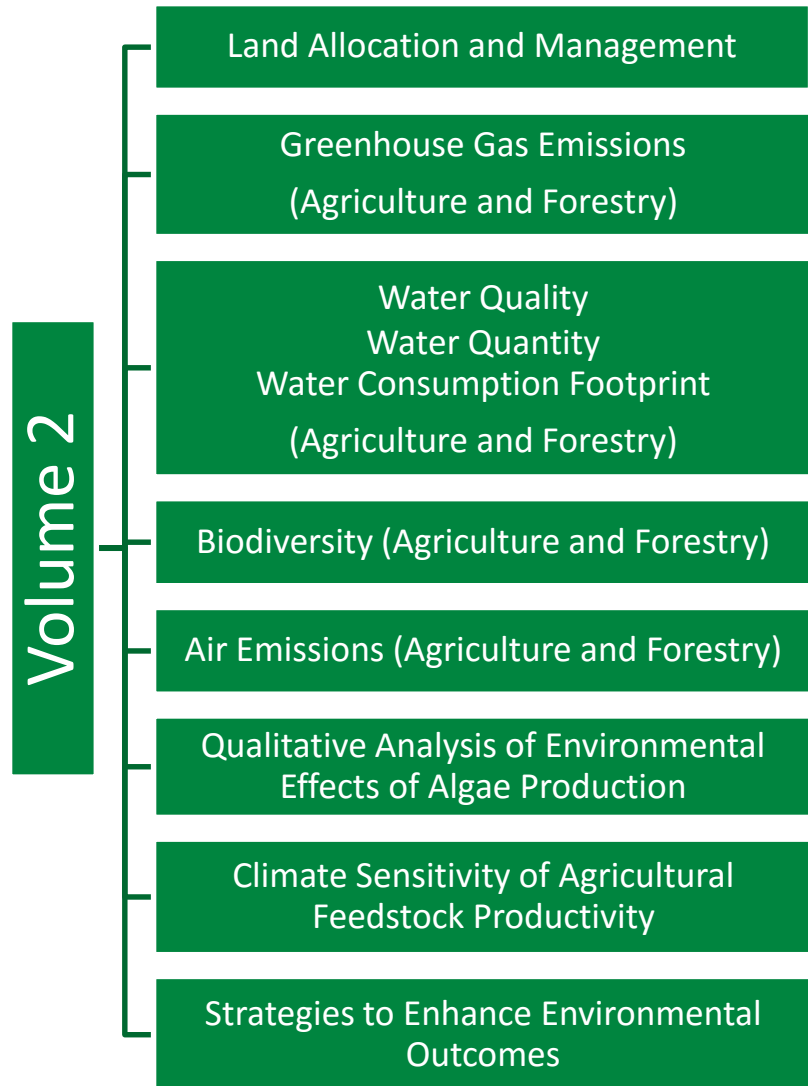 Volume 2
Land Allocation and Management
Greenhouse Gas Emissions
(Agriculture and Forestry)
Water Quality
Water Quantity
Water Consumption Footprint
(Agriculture and Forestry)
Biodiversity (Agriculture and Forestry)
Air Emissions (Agriculture and Forestry)
Qualitative Analysis of Environmental
Effects of Algae Production
Climate Sensitivity of Agricultural
Feedstock Productivity
Strategies to Enhance Environmental
Outcomes